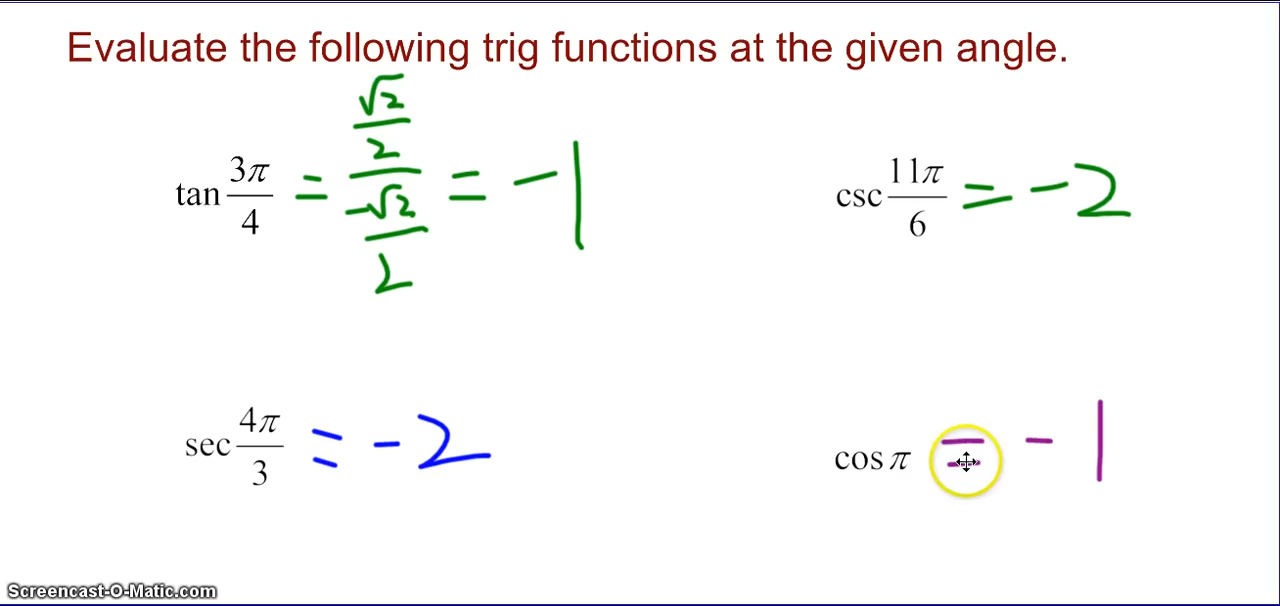 Evaluate the following trig functions at the given angle.
tan 3π/4 = (√2/2)/(-√2/2) = -1
csc 11π/6 = -2
sec 4π/3 = -2
cos π = -1
Screencast-O-Matic.com